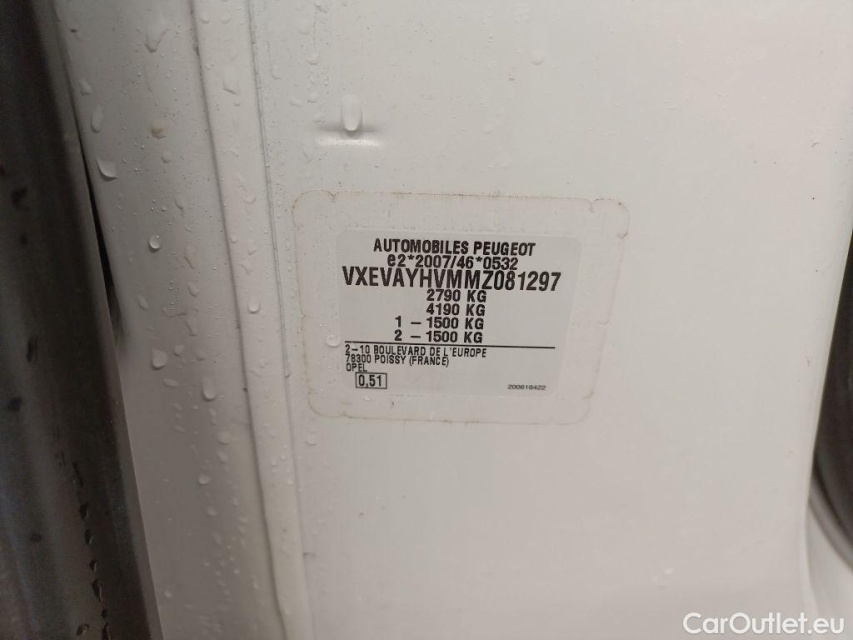 AUTOMOBILES PEUGEOT
e2*2007/46*0532
VXEVAYHVMMZ081297
2790 KG
4190 KG
1 - 1500 KG
2 - 1500 KG
2-10 BOULEVARD DE L'EUROPE
78300 POISSY (FRANCE)
OPEL
0,51
200616422
CarOutlet.eu